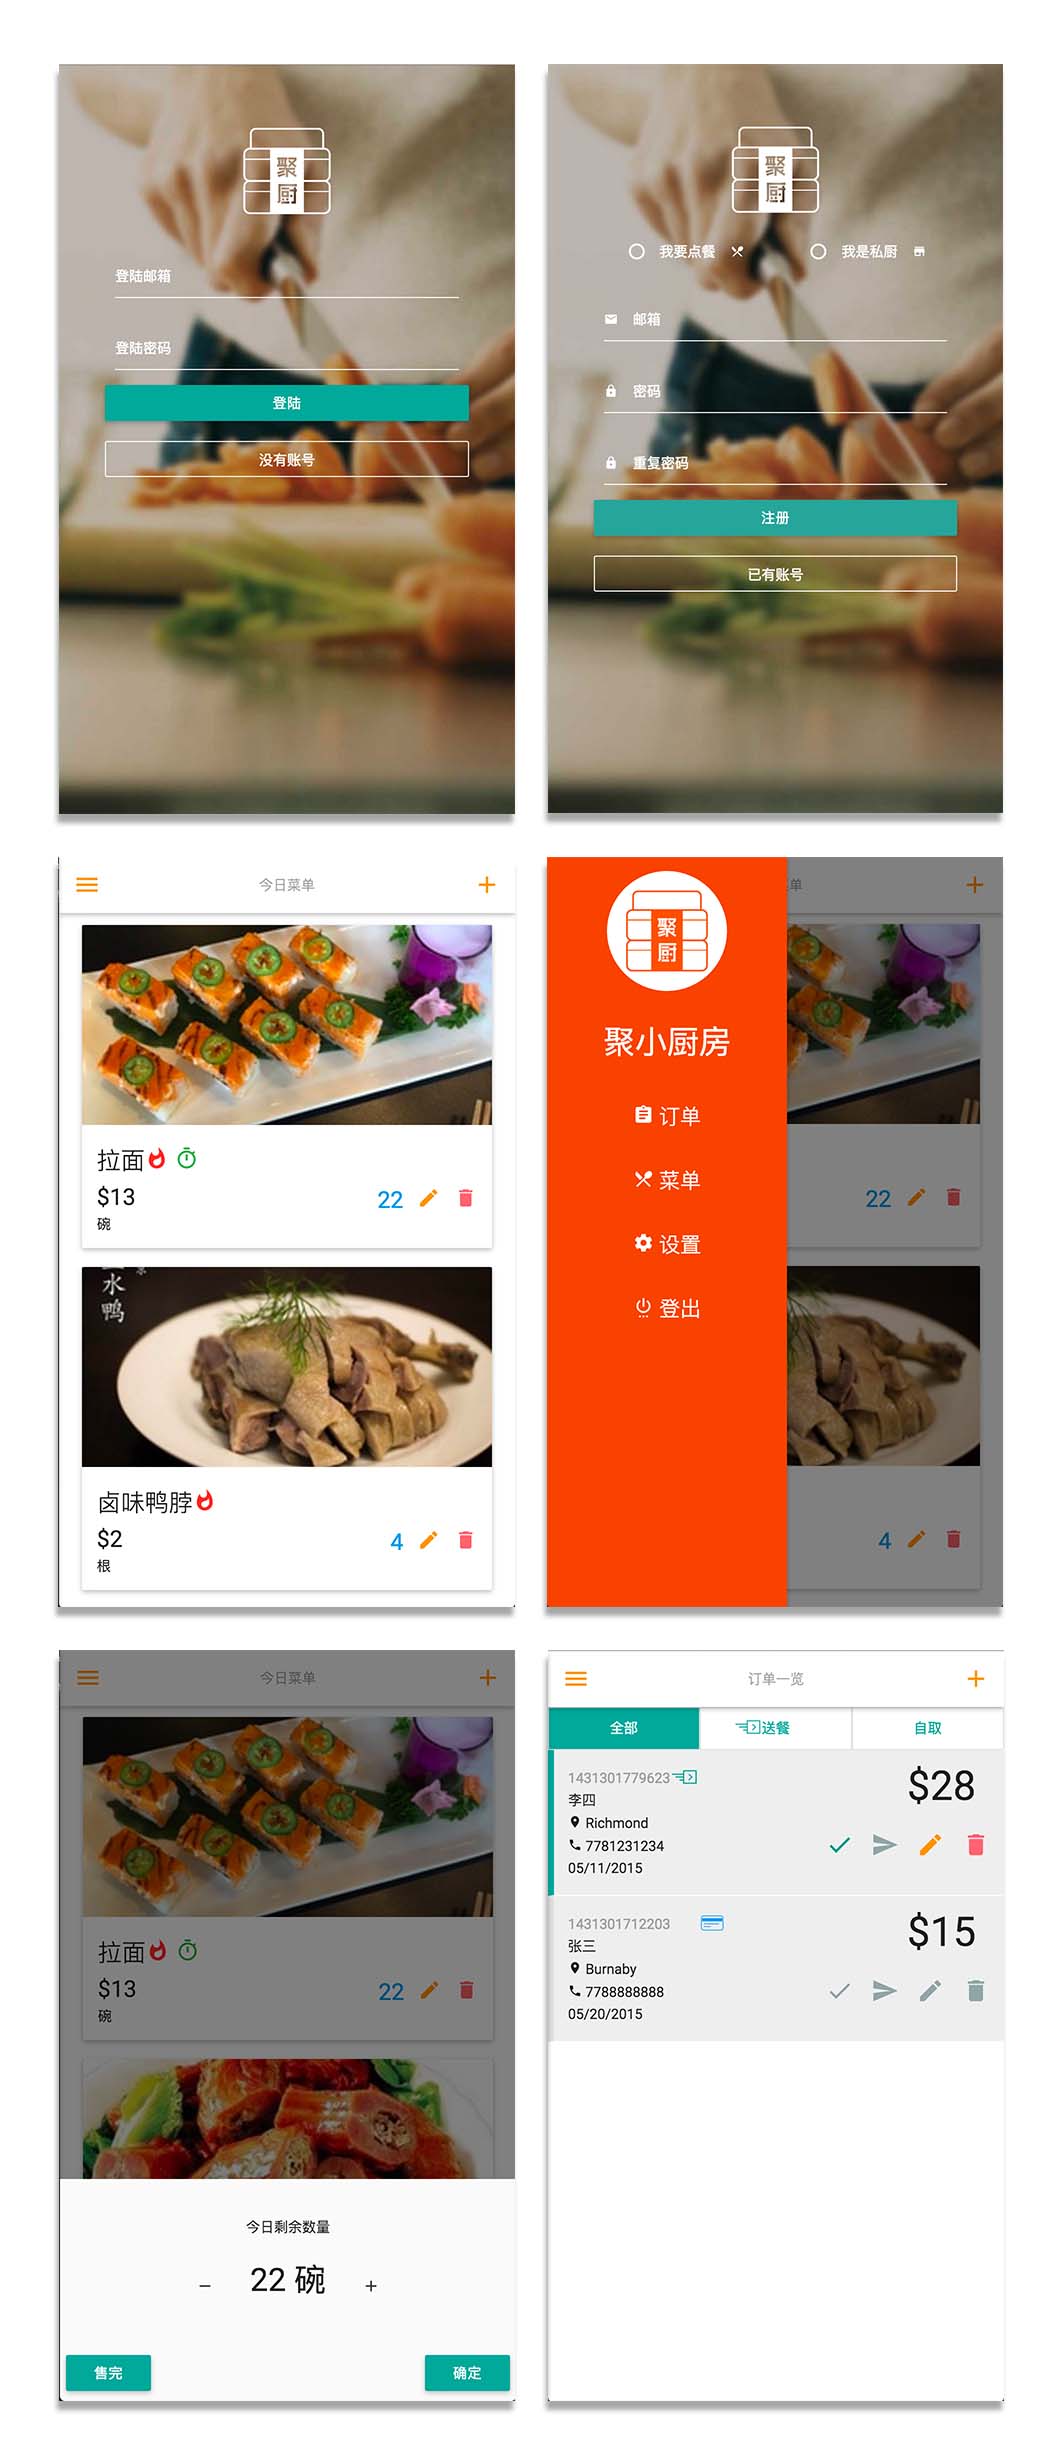 聚
厨
登陆邮箱
登陆密码
登陆
没有账号
聚
厨
我要点餐
我是私厨
邮箱
密码
重复密码
注册
已有账号
今日菜单
拉面
$13
碗
22
水
鸭
卤味鸭脖
$2
根
4
单
聚
厨
聚小厨房
订单
菜单
设置
登出
22
4
今日菜单
拉面
$13
碗
22
今日剩余数量
− 22 碗 +
售完
确定
订单一览
全部
送餐
自取
1431301779623
李四
Richmond
7781231234
05/11/2015
$28
1431301712203
张三
Burnaby
7788888888
05/20/2015
$15